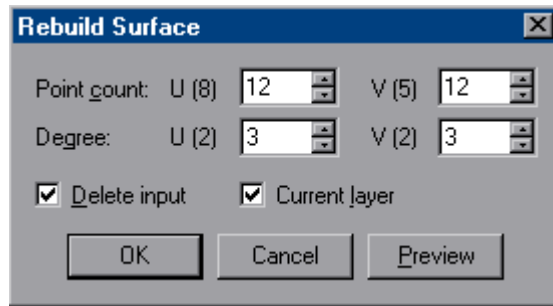 Rebuild Surface
Point count: U (8) 12 V (5) 12
Degree: U (2) 3 V (2) 3
Delete input Current layer
OK Cancel Preview